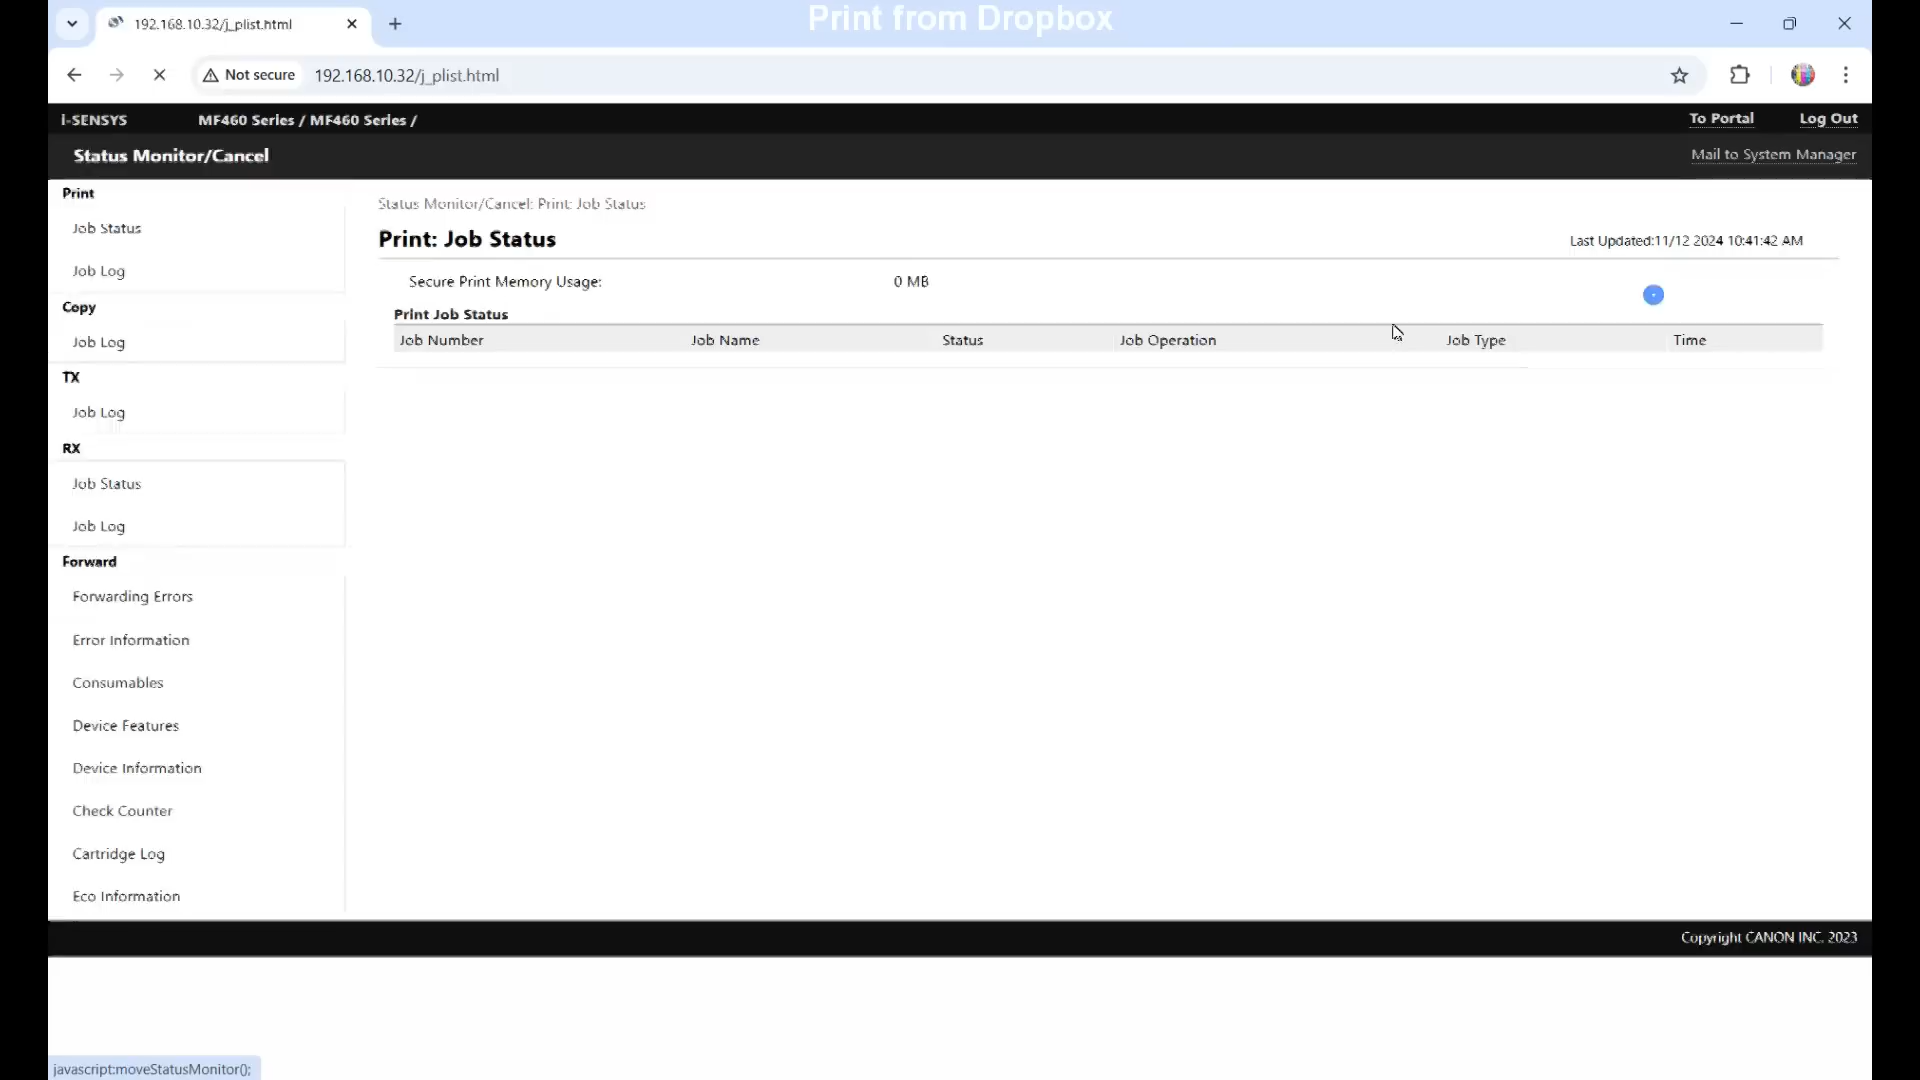 Print from Dropbox
192.168.10.32/j_plist.html
Not secure
192.168.10.32/j_plist.html
i-SENSYS
MF460 Series / MF460 Series /
To Portal
Log Out
Status Monitor/Cancel
Mail to System Manager
Print
Job Status
Job Log
Copy
Job Log
TX
Job Log
RX
Job Status
Job Log
Forward
Forwarding Errors
Error Information
Consumables
Device Features
Device Information
Check Counter
Cartridge Log
Eco Information
Status Monitor/Cancel: Print: Job Status
Print: Job Status
Last Updated:11/12 2024 10:41:42 AM
Secure Print Memory Usage: 0 MB
Print Job Status
Job Number Job Name Status Job Operation Job Type Time
Copyright CANON INC. 2023
javascript:moveStatusMonitor();